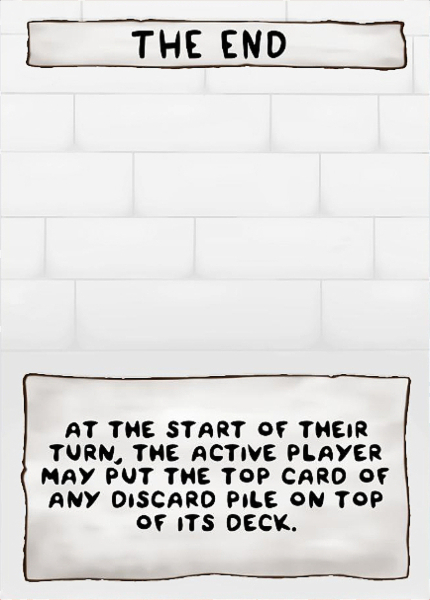 THE END
AT THE START OF THEIR
TURN, THE ACTIVE PLAYER
MAY PUT THE TOP CARD OF
ANY DISCARD PILE ON TOP
OF ITS DECK.